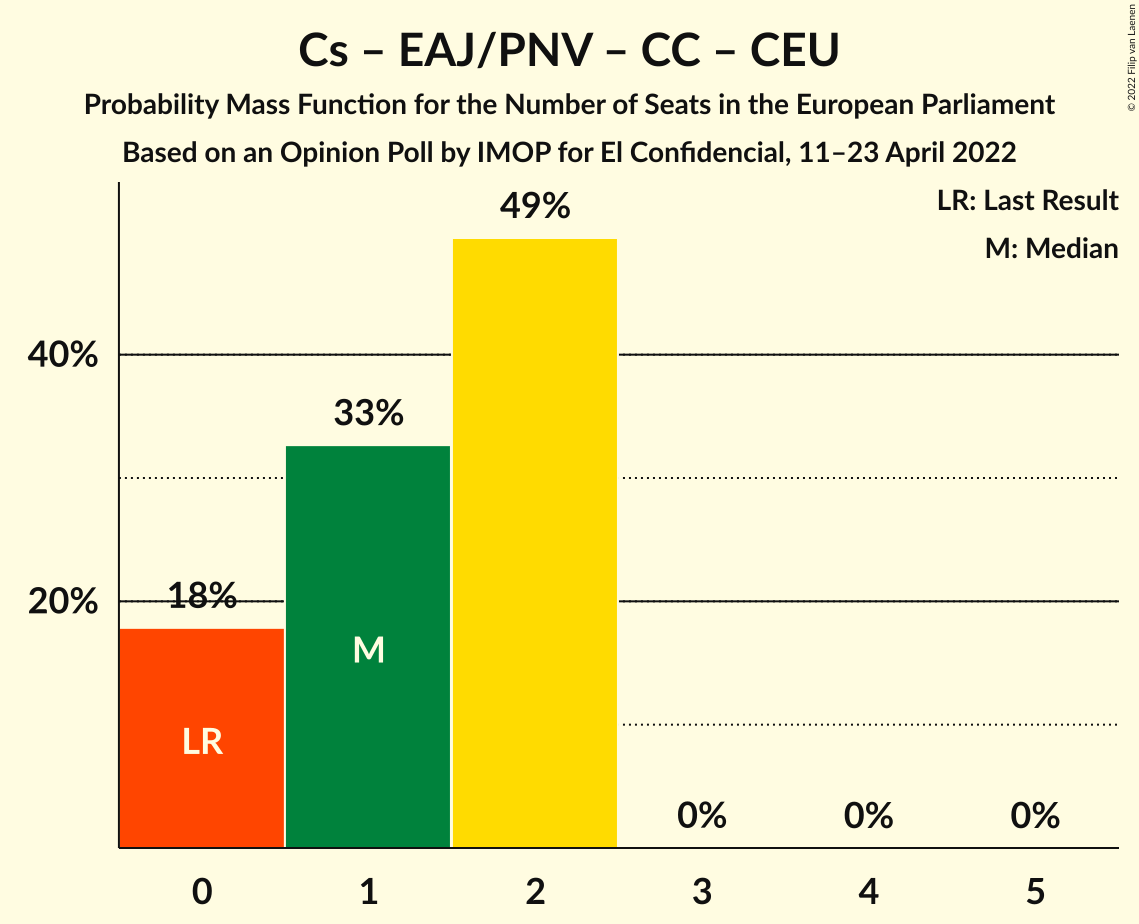 Cs – EAJ/PNV – CC – CEU
Probability Mass Function for the Number of Seats in the European Parliament
Based on an Opinion Poll by IMOP for El Confidencial, 11–23 April 2022
© 2022 Filip van Laenen
LR: Last Result
M: Median
49%
40%
33%
20%
18%
M
LR
0%
0%
0%
0
1
2
3
4
5